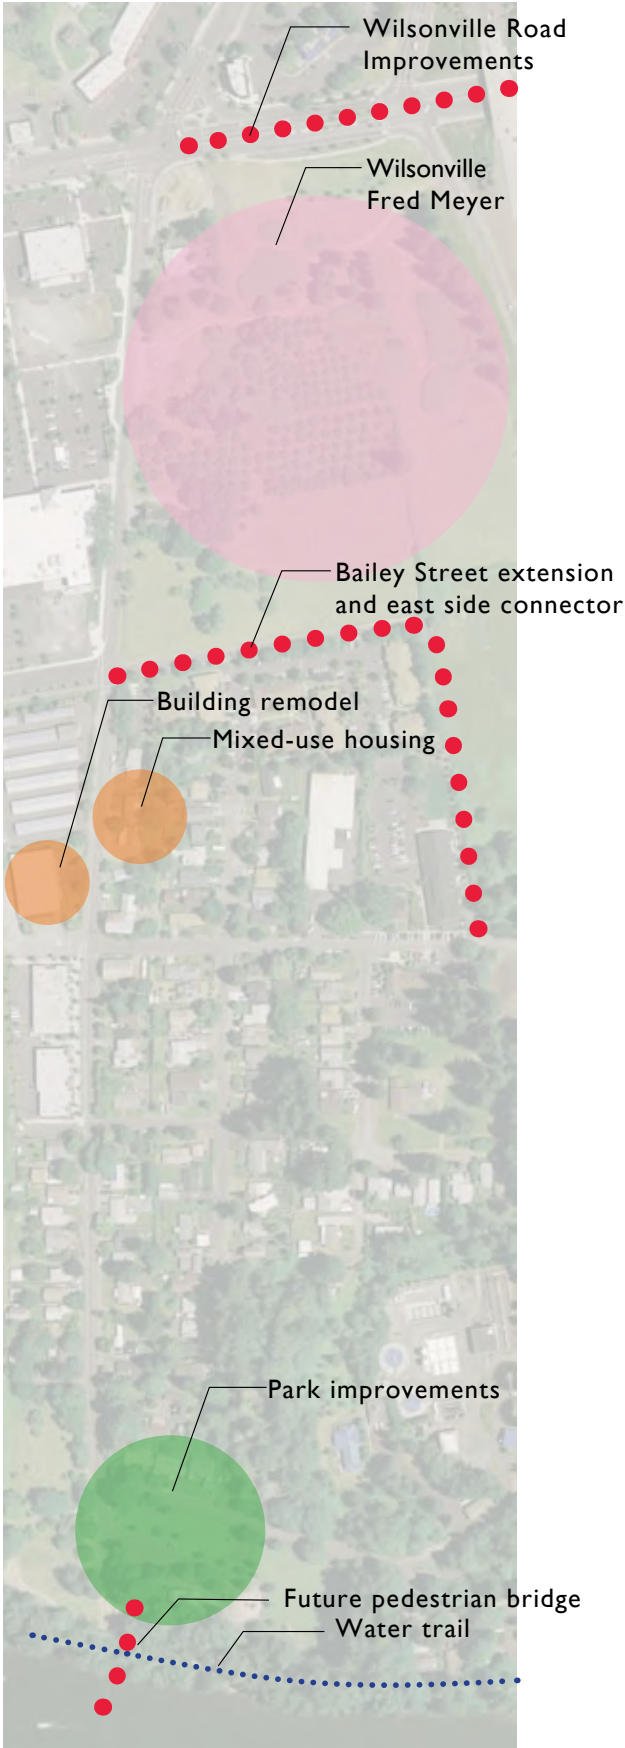 Wilsonville Road
Improvements
Wilsonville
Fred Meyer
Bailey Street extension
and east side connector
Building remodel
Mixed-use housing
Park improvements
Future pedestrian bridge
Water trail